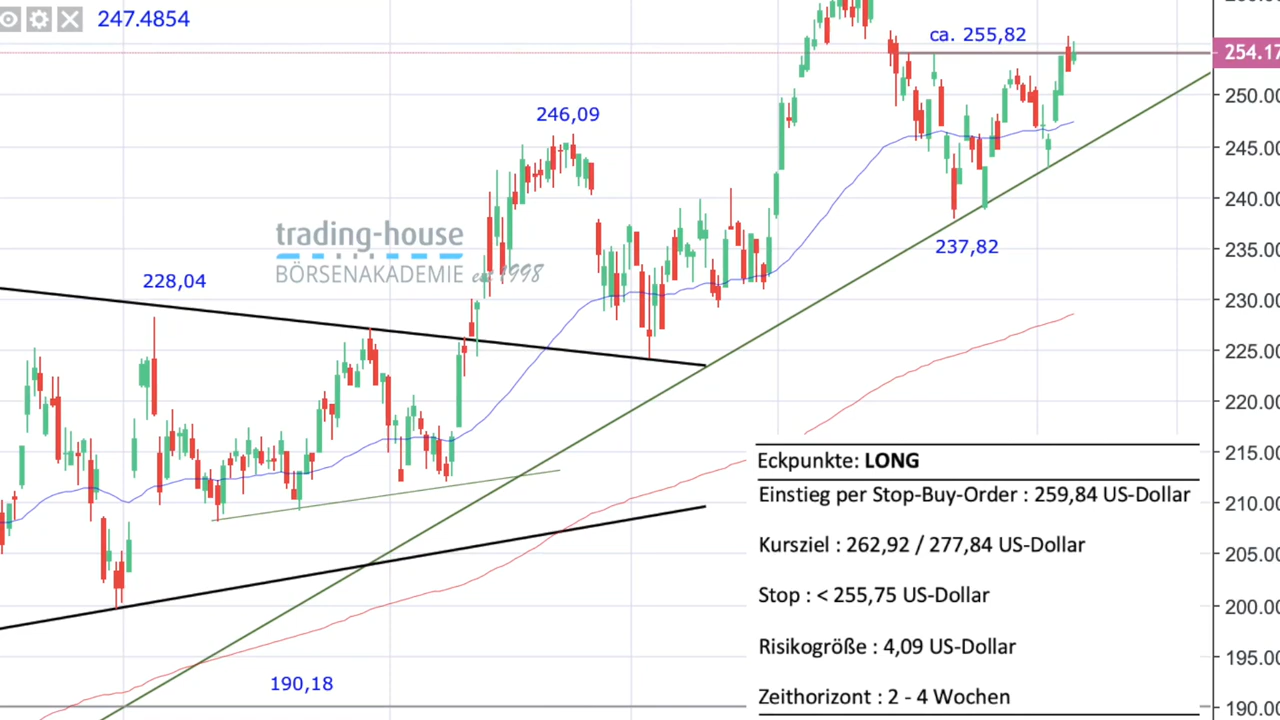 247.4854
ca. 255,82
254.17
250.00
246,09
245.00
240.00
trading-house
BÖRSENAKADEMIE est 1998
237,82
235.00
228,04
230.00
225.00
220.00
215.00
Eckpunkte: LONG
Einstieg per Stop-Buy-Order : 259,84 US-Dollar
210.00
Kursziel : 262,92 / 277,84 US-Dollar
205.00
Stop : < 255,75 US-Dollar
200.00
Risikogröße : 4,09 US-Dollar
195.00
190,18
Zeithorizont : 2 - 4 Wochen
190.00